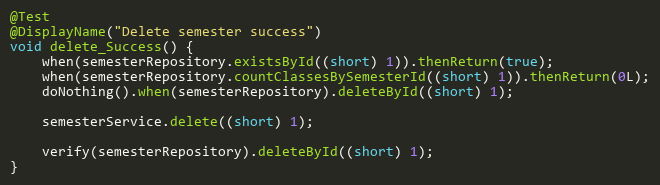 @Test
@DisplayName("Delete semester success")
void delete_Success() {
    when(semesterRepository.existsById((short) 1)).thenReturn(true);
    when(semesterRepository.countClassesBySemesterId((short) 1)).thenReturn(0L);
    doNothing().when(semesterRepository).deleteById((short) 1);

    semesterService.delete((short) 1);

    verify(semesterRepository).deleteById((short) 1);
}